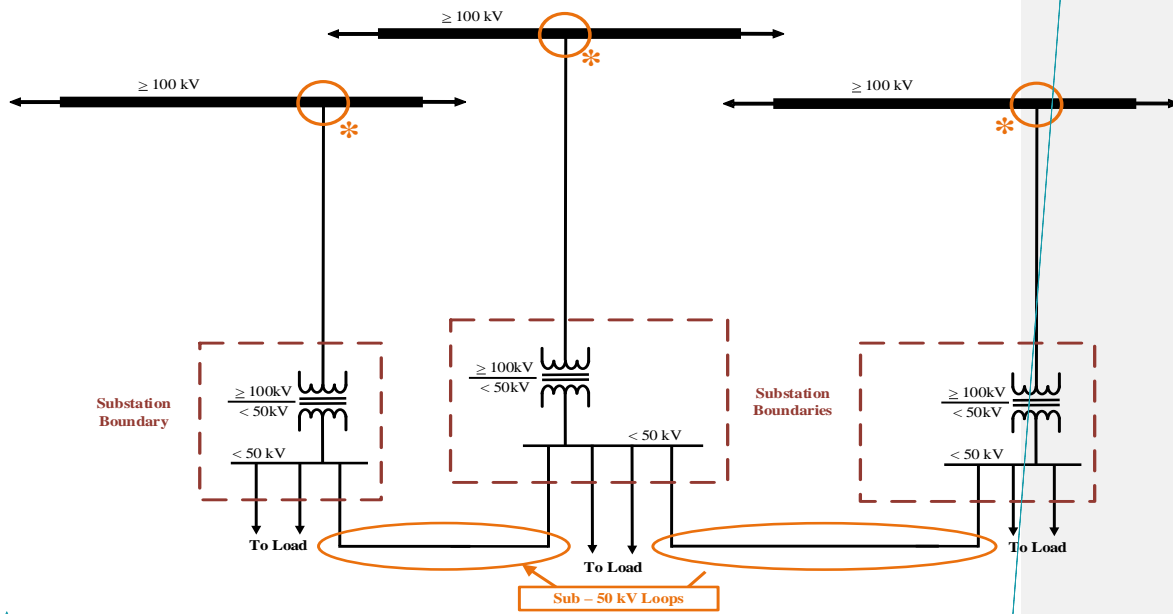 ≥ 100 kV
≥ 100 kV
≥ 100 kV
*
*
*
≥ 100kV
< 50kV
≥ 100kV
< 50kV
≥ 100kV
< 50kV
Substation
Boundary
Substation
Boundaries
< 50 kV
< 50 kV
< 50 kV
To Load
To Load
To Load
Sub – 50 kV Loops